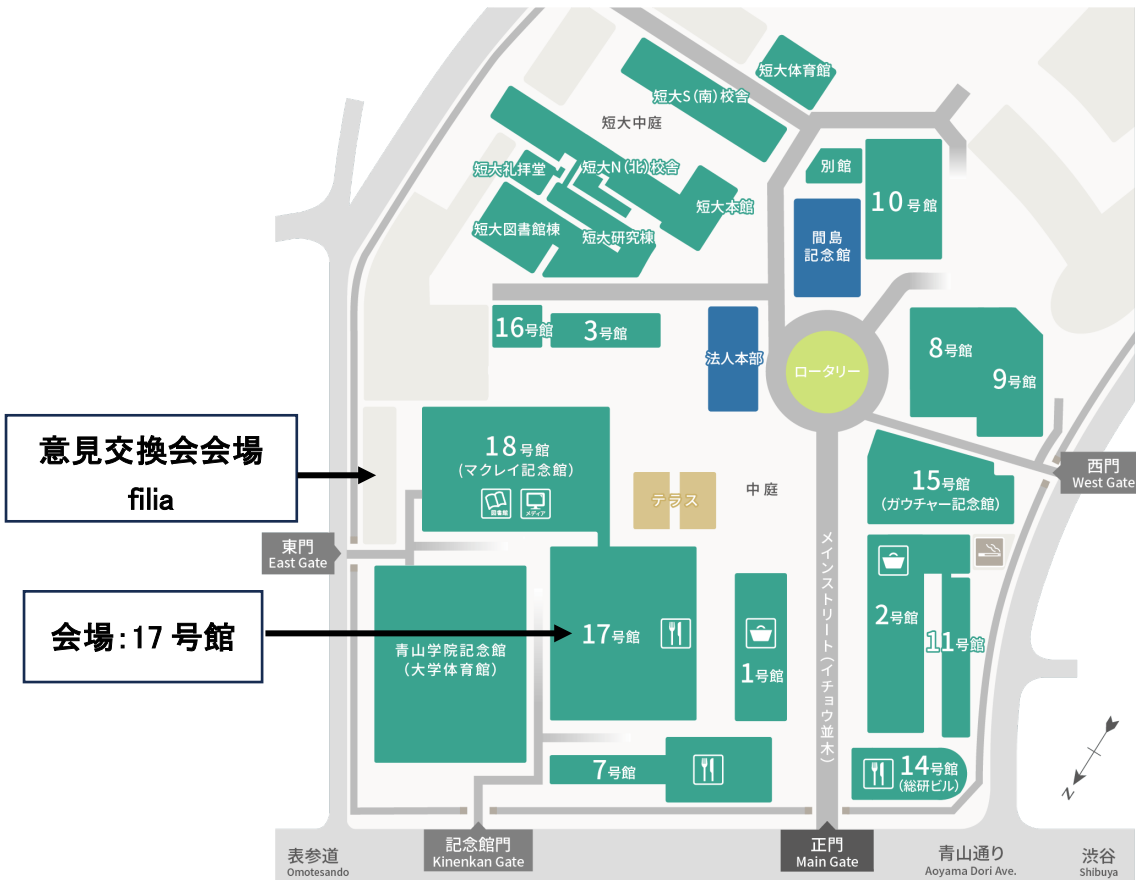 短大体育館
短大S(南)校舎
短大中庭
短大礼拝堂
短大N(北)校舎
別館
10号館
短大本館
短大図書館棟
短大研究棟
間島
記念館
16号館
3号館
法人本部
ロータリー
8号館
9号館
意見交換会会場
filia
18号館
(マクレイ記念館)
図書館
メディア
テラス
中庭
15号館
(ガウチャー記念館)
西門
West Gate
東門
East Gate
メインストリート(イチョウ並木)
会場:17 号館
青山学院記念館
(大学体育館)
17号館
1号館
2号館
11号館
7号館
14号館
(総研ビル)
N
記念館門
Kinenkan Gate
正門
Main Gate
表参道
Omotesando
青山通り
Aoyama Dori Ave.
渋谷
Shibuya